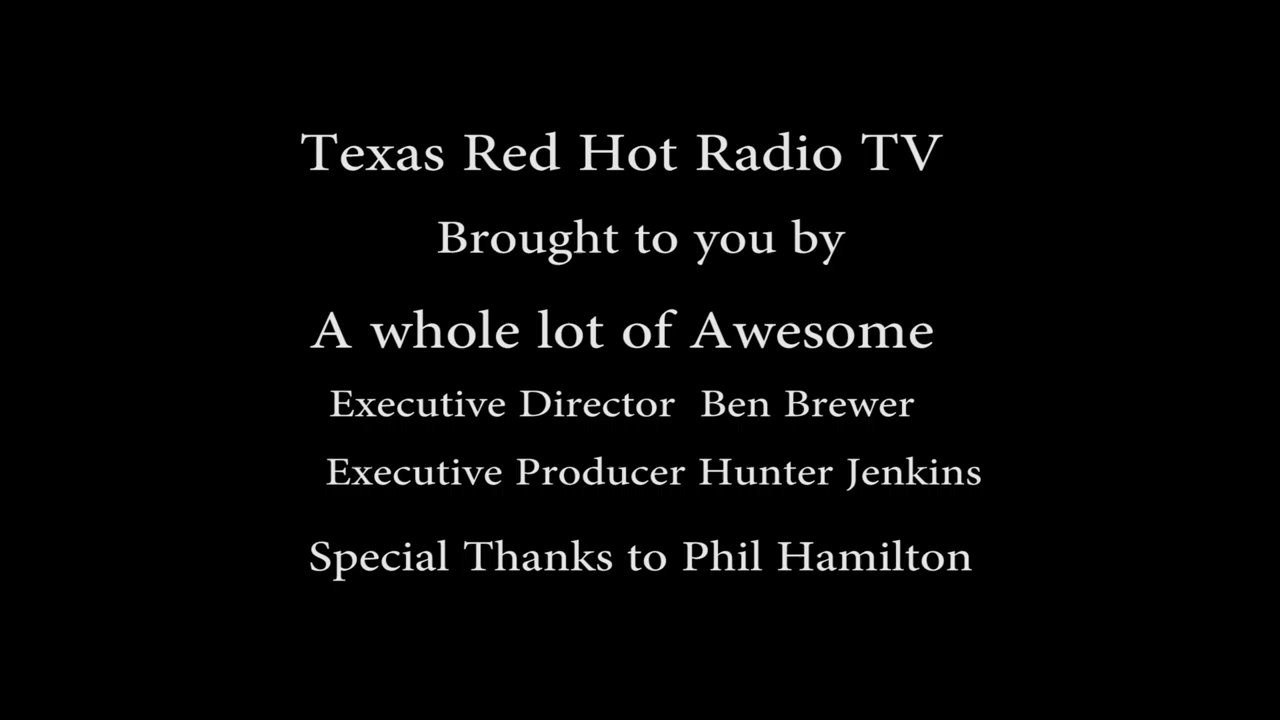 Texas Red Hot Radio TV
Brought to you by
A whole lot of Awesome
Executive Director Ben Brewer
Executive Producer Hunter Jenkins
Special Thanks to Phil Hamilton